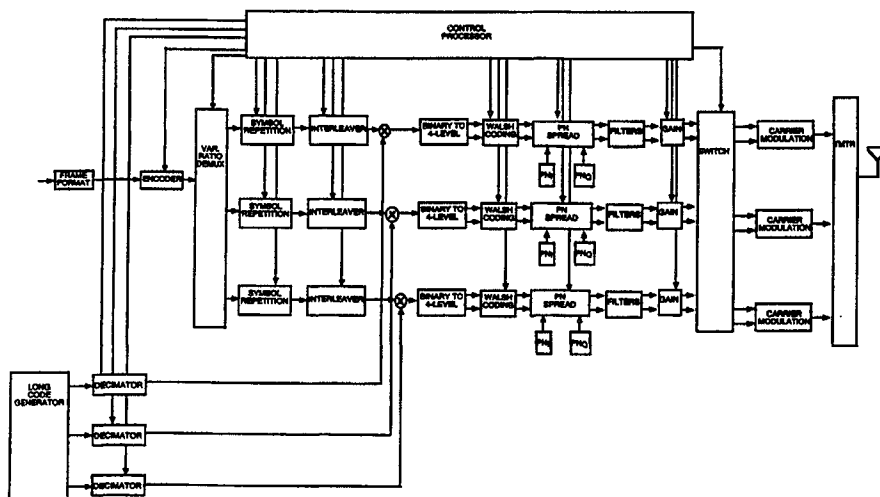 CONTROL
PROCESSOR
SYMBOL
REPETITION
INTERLEAVER
BINARY TO
4-LEVEL
WALSH
CODING
PN
SPREAD
FILTERS
GAIN
CARRIER
MODULATION
VAR.
RATIO
DEMUX
SWITCH
TMTR
FRAME
FORMAT
ENCODER
PNI
PNQ
SYMBOL
REPETITION
INTERLEAVER
BINARY TO
4-LEVEL
WALSH
CODING
PN
SPREAD
FILTERS
GAIN
CARRIER
MODULATION
PNI
PNQ
SYMBOL
REPETITION
INTERLEAVER
BINARY TO
4-LEVEL
WALSH
CODING
PN
SPREAD
FILTERS
GAIN
CARRIER
MODULATION
PNI
PNQ
LONG
CODE
GENERATOR
DECIMATOR
DECIMATOR
DECIMATOR